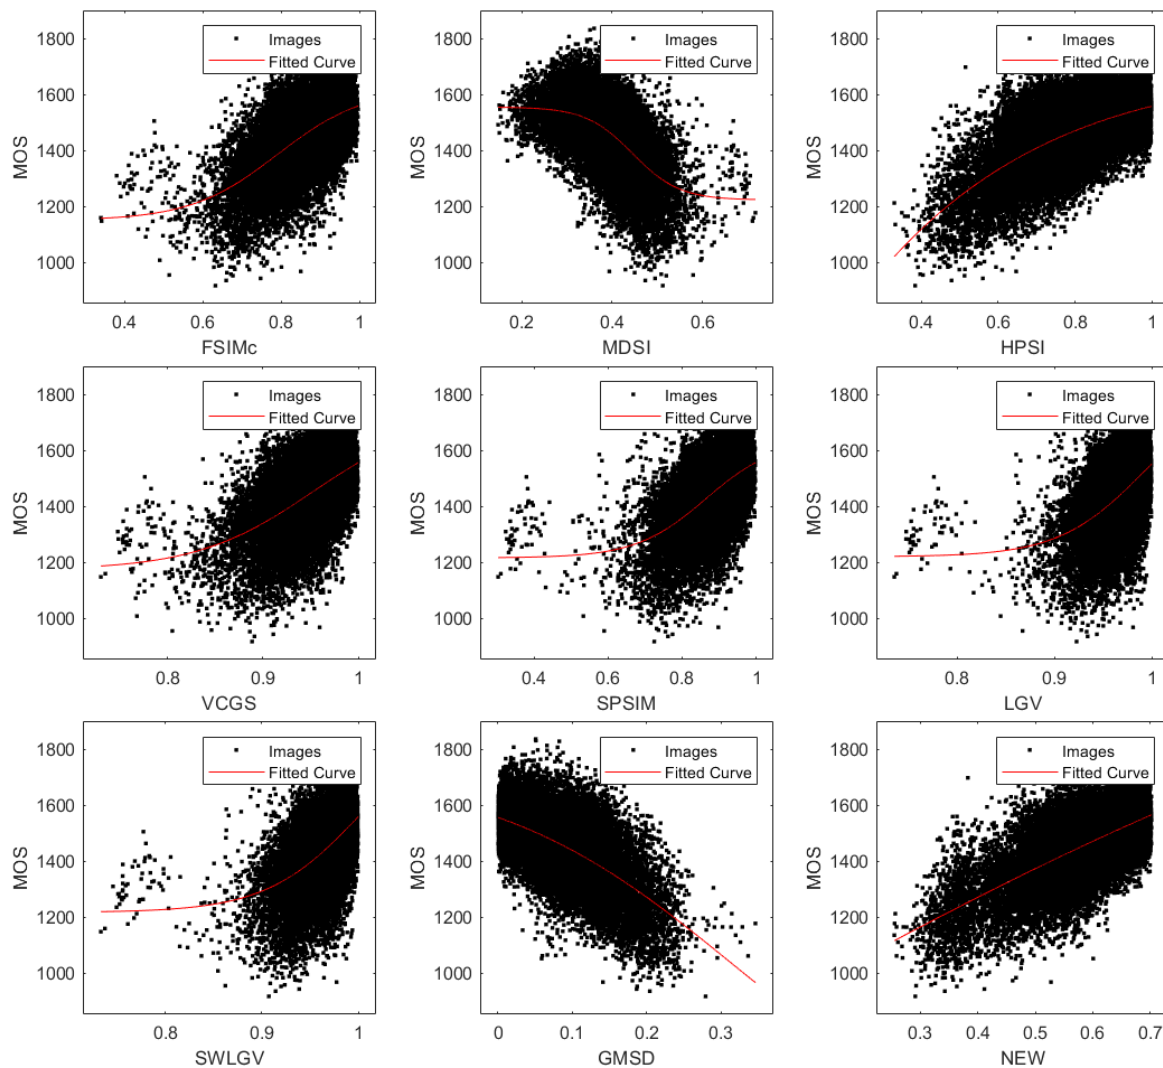 1800
1600
1400
1200
1000
MOS
Images
Fitted Curve
0.4 0.6 0.8 1
FSIMc
1800
1600
1400
1200
1000
MOS
Images
Fitted Curve
0.2 0.4 0.6
MDSI
1800
1600
1400
1200
1000
MOS
Images
Fitted Curve
0.4 0.6 0.8 1
HPSI
1800
1600
1400
1200
1000
MOS
Images
Fitted Curve
0.8 0.9 1
VCGS
1800
1600
1400
1200
1000
MOS
Images
Fitted Curve
0.4 0.6 0.8 1
SPSIM
1800
1600
1400
1200
1000
MOS
Images
Fitted Curve
0.8 0.9 1
LGV
1800
1600
1400
1200
1000
MOS
Images
Fitted Curve
0.8 0.9 1
SWLGV
1800
1600
1400
1200
1000
MOS
Images
Fitted Curve
0 0.1 0.2 0.3
GMSD
1800
1600
1400
1200
1000
MOS
Images
Fitted Curve
0.3 0.4 0.5 0.6 0.7
NEW